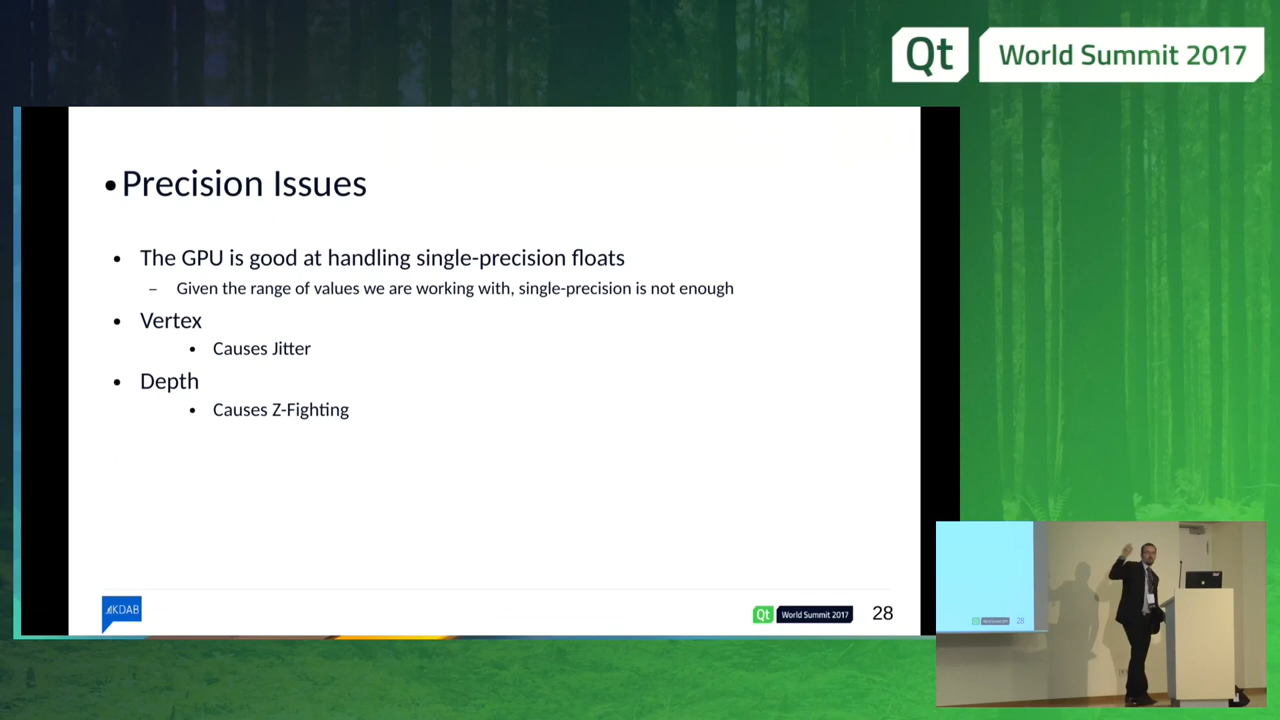 Qt World Summit 2017
•Precision Issues
• The GPU is good at handling single-precision floats
– Given the range of values we are working with, single-precision is not enough
• Vertex
• Causes Jitter
• Depth
• Causes Z-Fighting
KDAB
Qt World Summit 2017
28
28